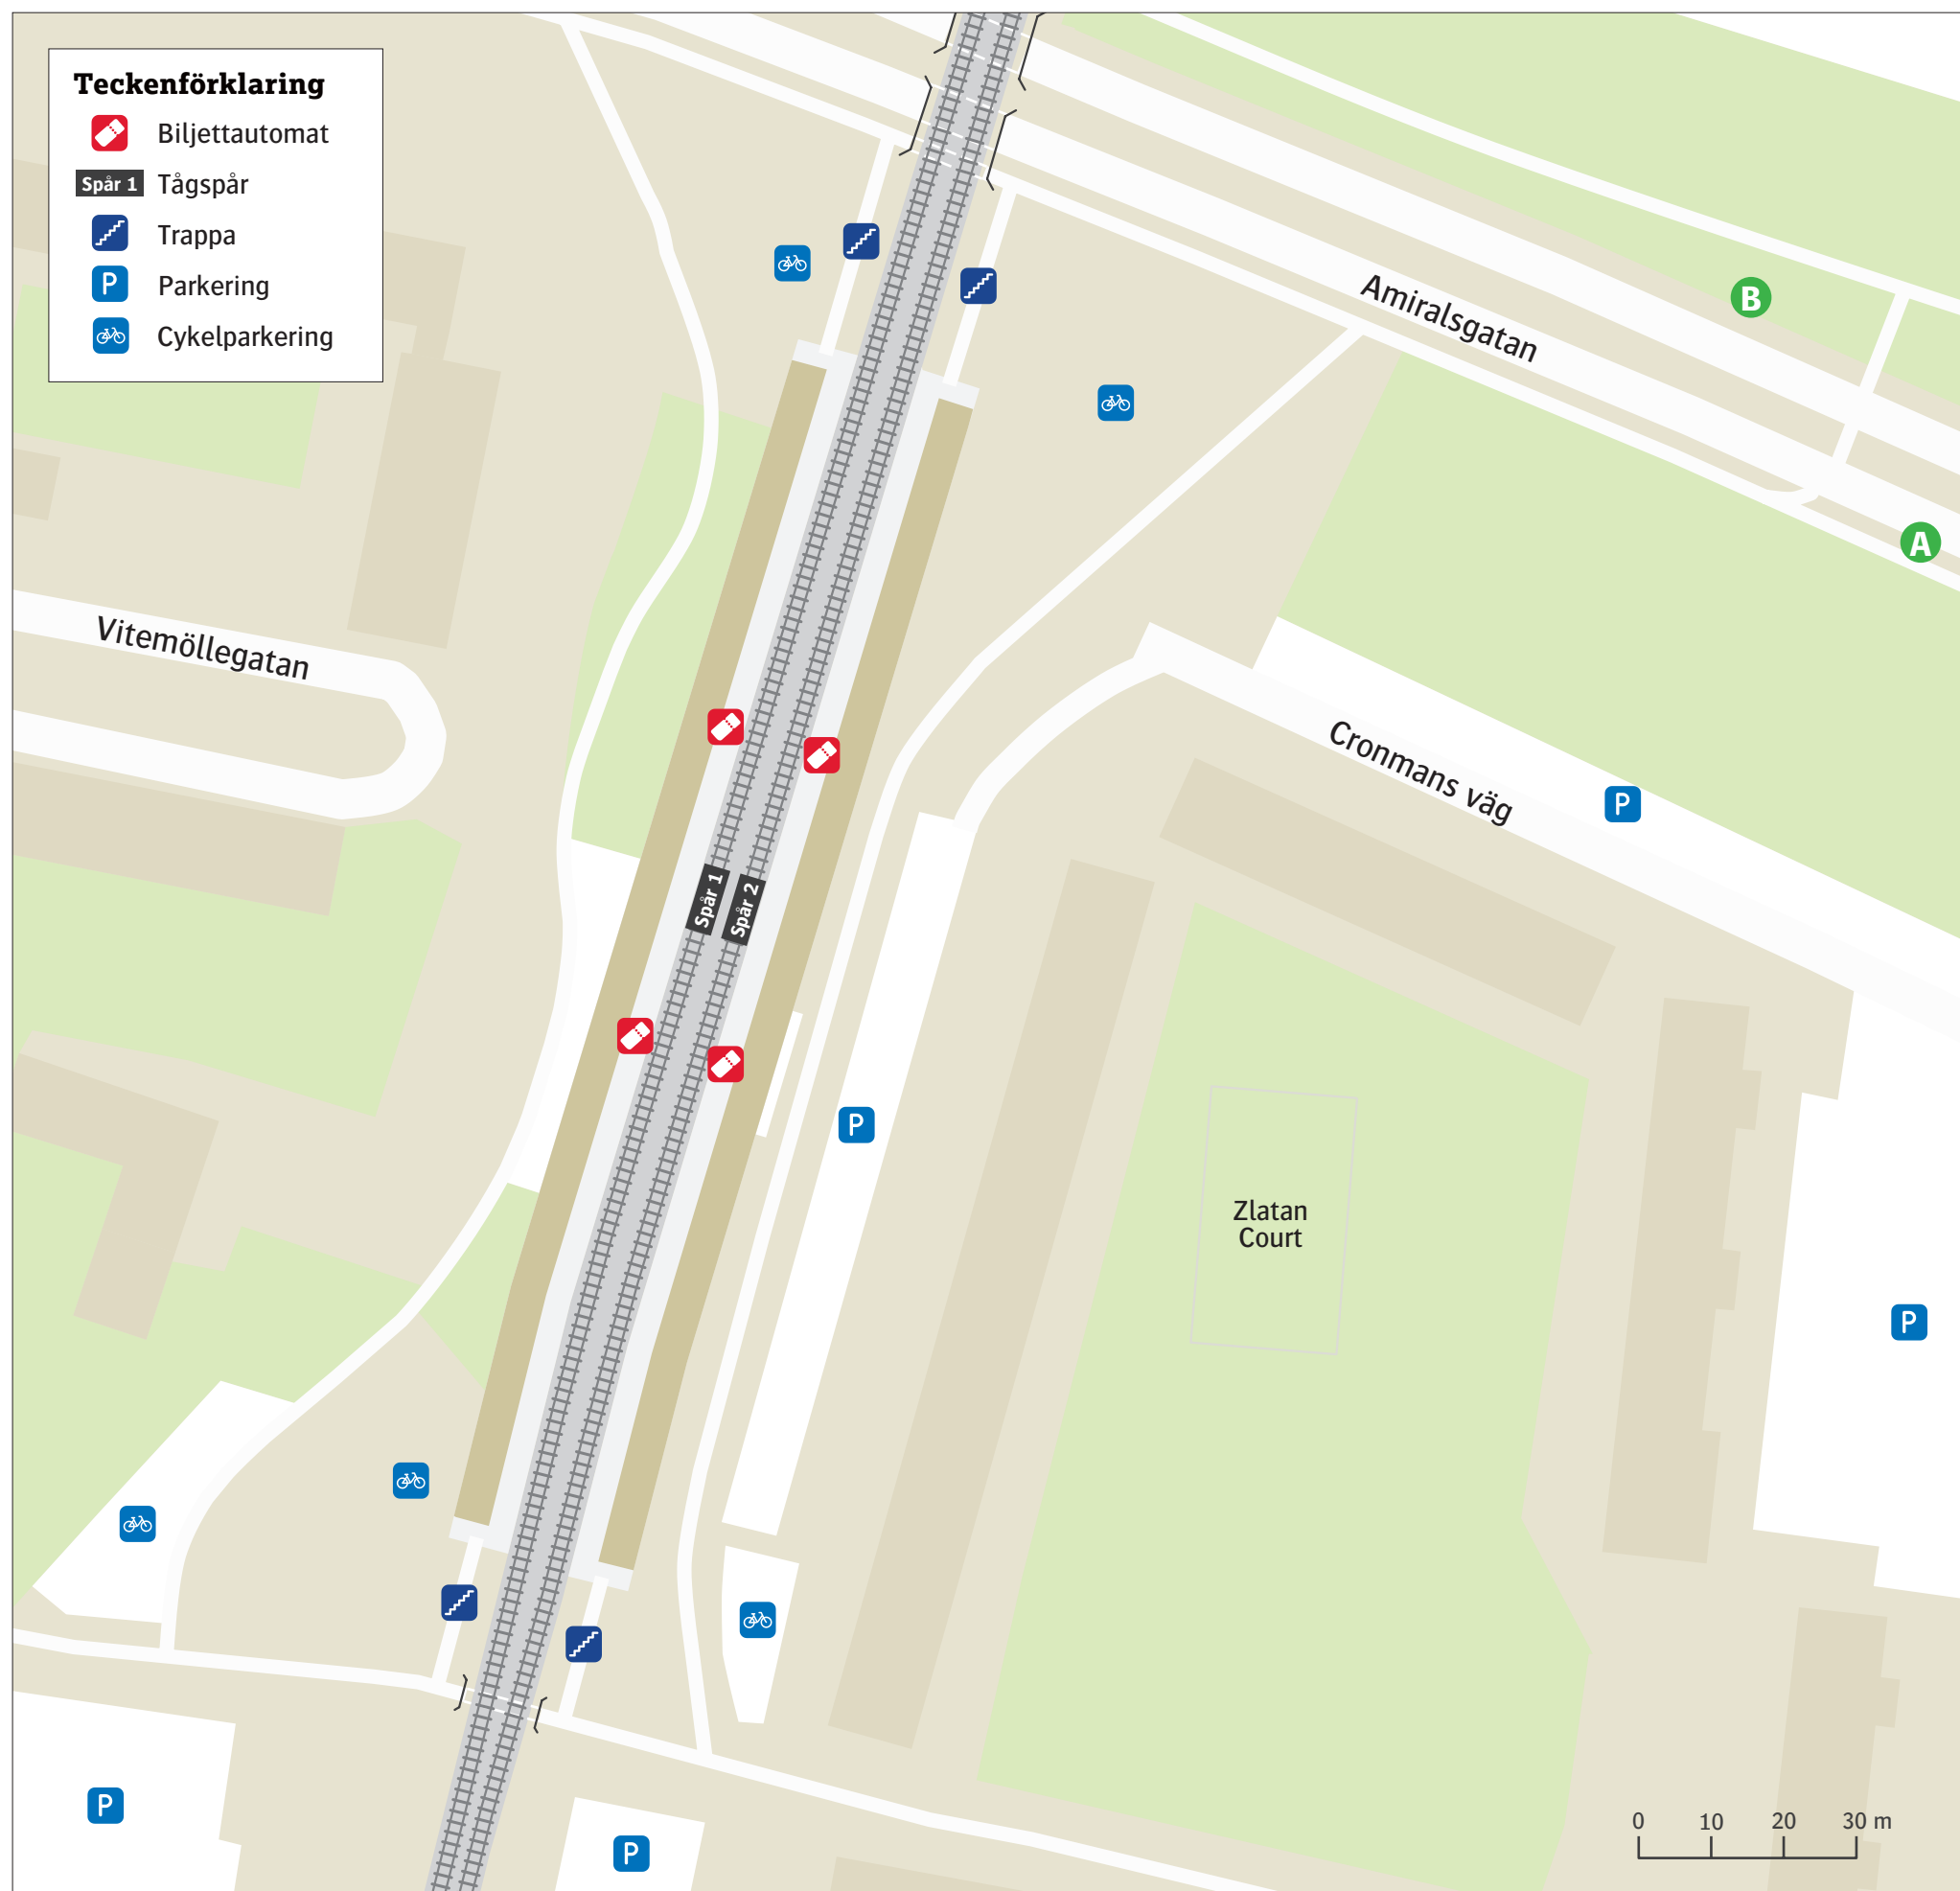 Teckenförklaring
Biljettautomat
Spår 1 Tågspår
Trappa
P Parkering
Cykelparkering
Amiralsgatan
B
A
Vitemöllegatan
Cronmans väg
P
Spår 1
Spår 2
P
Zlatan
Court
P
P
P
0 10 20 30 m